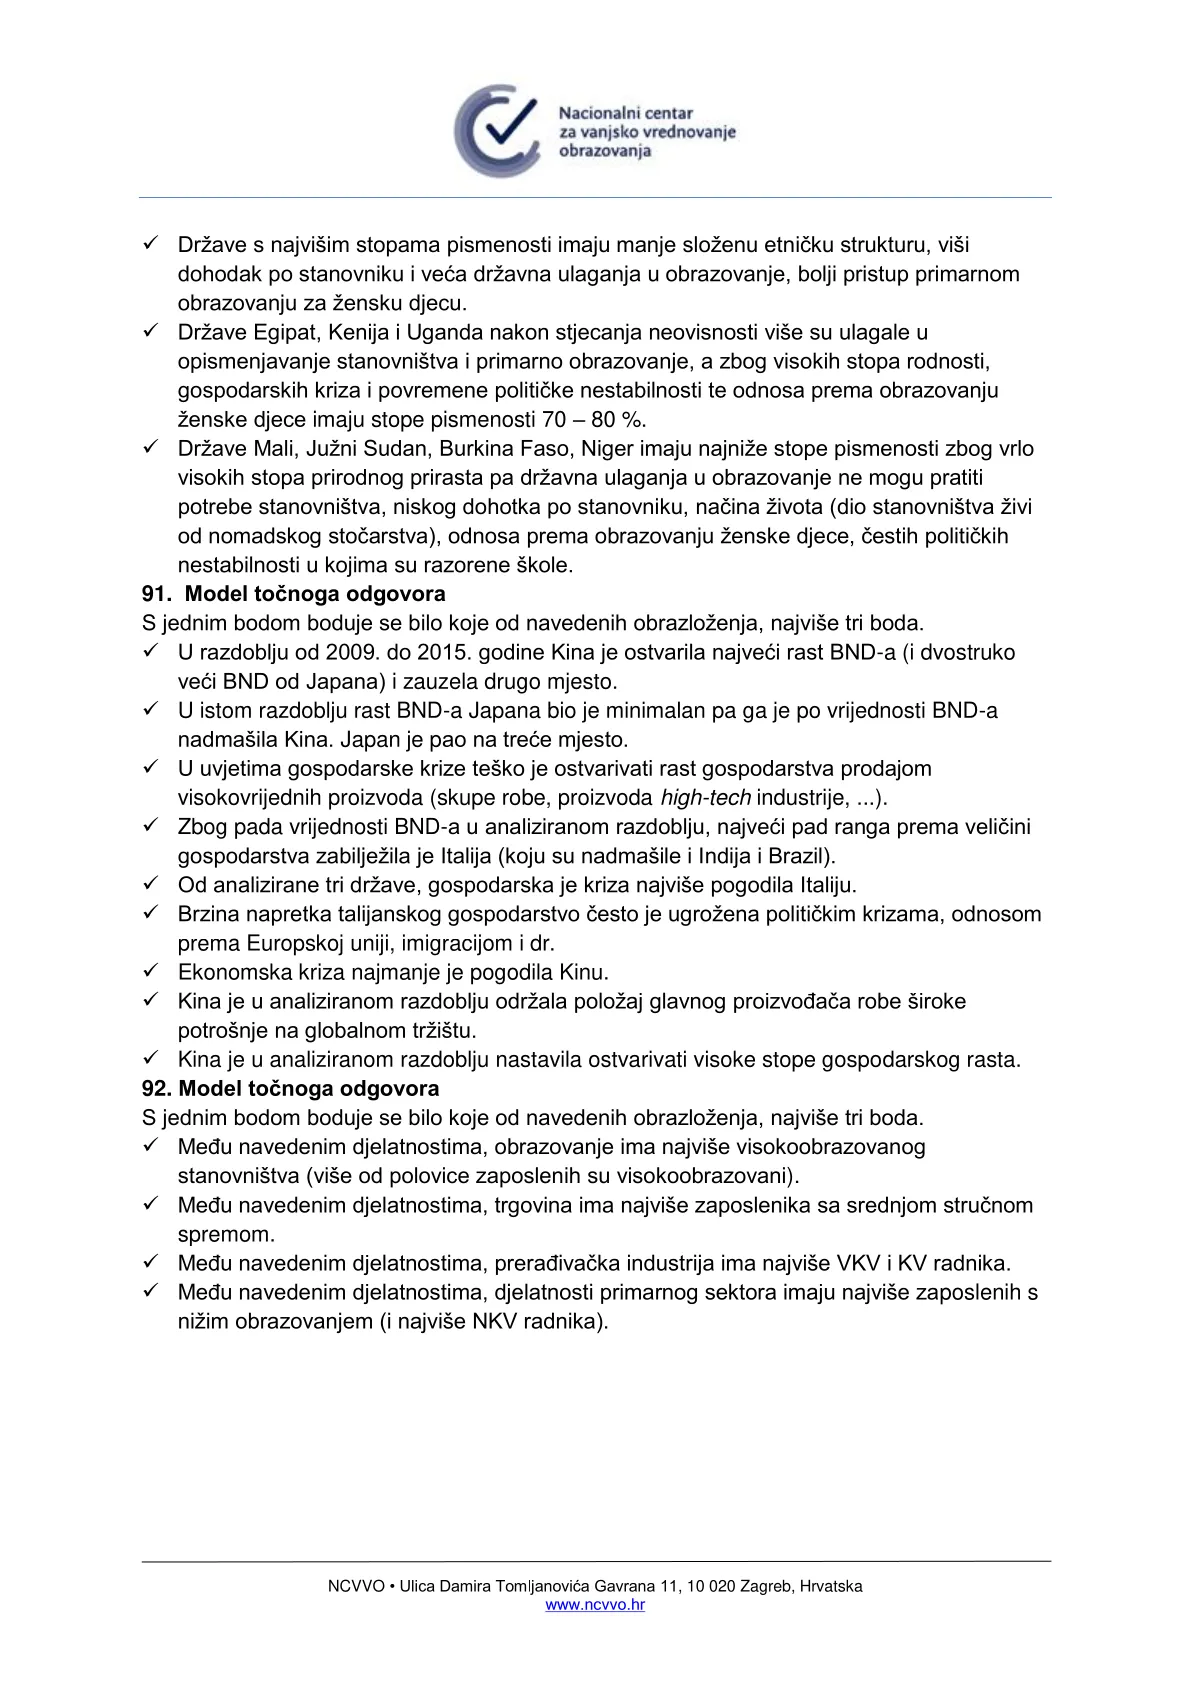 Nacionalni centar
za vanjsko vrednovanje
obrazovanja
✓ Države s najvišim stopama pismenosti imaju manje složenu etničku strukturu, viši
dohodak po stanovniku i veća državna ulaganja u obrazovanje, bolji pristup primarnom
obrazovanju za žensku djecu.
✓ Države Egipat, Kenija i Uganda nakon stjecanja neovisnosti više su ulagale u
opismenjavanje stanovništva i primarno obrazovanje, a zbog visokih stopa rodnosti,
gospodarskih kriza i povremene političke nestabilnosti te odnosa prema obrazovanju
ženske djece imaju stope pismenosti 70 – 80 %.
✓ Države Mali, Južni Sudan, Burkina Faso, Niger imaju najniže stope pismenosti zbog vrlo
visokih stopa prirodnog prirasta pa državna ulaganja u obrazovanje ne mogu pratiti
potrebe stanovništva, niskog dohotka po stanovniku, načina života (dio stanovništva živi
od nomadskog stočarstva), odnosa prema obrazovanju ženske djece, čestih političkih
nestabilnosti u kojima su razorene škole.
91. Model točnoga odgovora
S jednim bodom boduje se bilo koje od navedenih obrazloženja, najviše tri boda.
✓ U razdoblju od 2009. do 2015. godine Kina je ostvarila najveći rast BND-a (i dvostruko
veći BND od Japana) i zauzela drugo mjesto.
✓ U istom razdoblju rast BND-a Japana bio je minimalan pa ga je po vrijednosti BND-a
nadmašila Kina. Japan je pao na treće mjesto.
✓ U uvjetima gospodarske krize teško je ostvarivati rast gospodarstva prodajom
visokovrijednih proizvoda (skupe robe, proizvoda high-tech industrije, ...).
✓ Zbog pada vrijednosti BND-a u analiziranom razdoblju, najveći pad ranga prema veličini
gospodarstva zabilježila je Italija (koju su nadmašile i Indija i Brazil).
✓ Od analizirane tri države, gospodarska je kriza najviše pogodila Italiju.
✓ Brzina napretka talijanskog gospodarstvo često je ugrožena političkim krizama, odnosom
prema Europskoj uniji, imigracijom i dr.
✓ Ekonomska kriza najmanje je pogodila Kinu.
✓ Kina je u analiziranom razdoblju održala položaj glavnog proizvođača robe široke
potrošnje na globalnom tržištu.
✓ Kina je u analiziranom razdoblju nastavila ostvarivati visoke stope gospodarskog rasta.
92. Model točnoga odgovora
S jednim bodom boduje se bilo koje od navedenih obrazloženja, najviše tri boda.
✓ Među navedenim djelatnostima, obrazovanje ima najviše visokoobrazovanog
stanovništva (više od polovice zaposlenih su visokoobrazovani).
✓ Među navedenim djelatnostima, trgovina ima najviše zaposlenika sa srednjom stručnom
spremom.
✓ Među navedenim djelatnostima, prerađivačka industrija ima najviše VKV i KV radnika.
✓ Među navedenim djelatnostima, djelatnosti primarnog sektora imaju najviše zaposlenih s
nižim obrazovanjem (i najviše NKV radnika).
NCVVO • Ulica Damira Tomljanovića Gavrana 11, 10 020 Zagreb, Hrvatska
www.ncvvo.hr